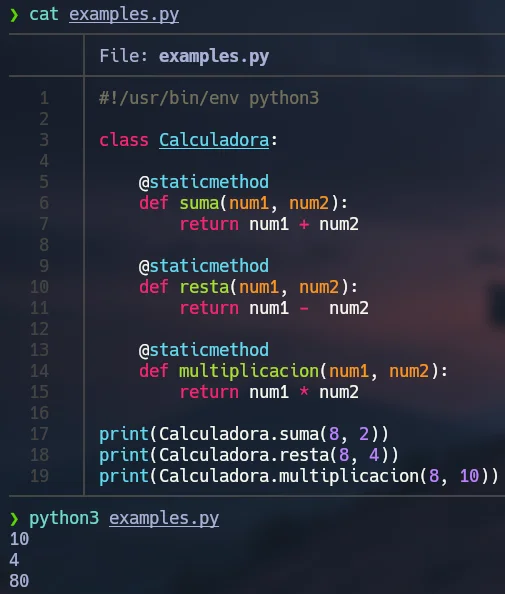 ❯ cat examples.py
File: examples.py
1 #!/usr/bin/env python3
2
3 class Calculadora:
4
5     @staticmethod
6     def suma(num1, num2):
7         return num1 + num2
8
9     @staticmethod
10     def resta(num1, num2):
11         return num1 -  num2
12
13     @staticmethod
14     def multiplicacion(num1, num2):
15         return num1 * num2
16
17 print(Calculadora.suma(8, 2))
18 print(Calculadora.resta(8, 4))
19 print(Calculadora.multiplicacion(8, 10))
❯ python3 examples.py
10
4
80